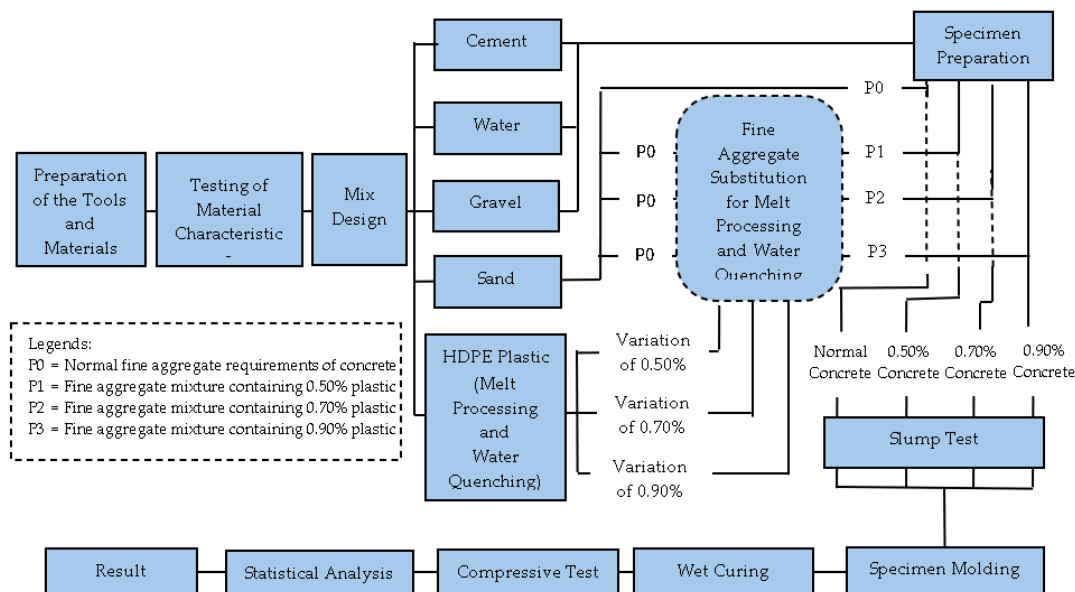 Preparation
of the Tools
and
Materials
Testing of
Material
Characteristic
-
Mix
Design
Cement
Water
Gravel
Sand
HDPE Plastic
(Melt
Processing
and
Water
Quenching)
Variation
of 0.50%
Variation
of 0.70%
Variation
of 0.90%
P0
P0
P0
Fine
Aggregate
Substitution
for Melt
Processing
and Water
Quenching
P0
P1
P2
P3
Specimen
Preparation
Normal
Concrete
0.50%
Concrete
0.70%
Concrete
0.90%
Concrete
Slump Test
Specimen Molding
Wet Curing
Compressive Test
Statistical Analysis
Result
Legends:
P0 = Normal fine aggregate requirements of concrete
P1 = Fine aggregate mixture containing 0.50% plastic
P2 = Fine aggregate mixture containing 0.70% plastic
P3 = Fine aggregate mixture containing 0.90% plastic